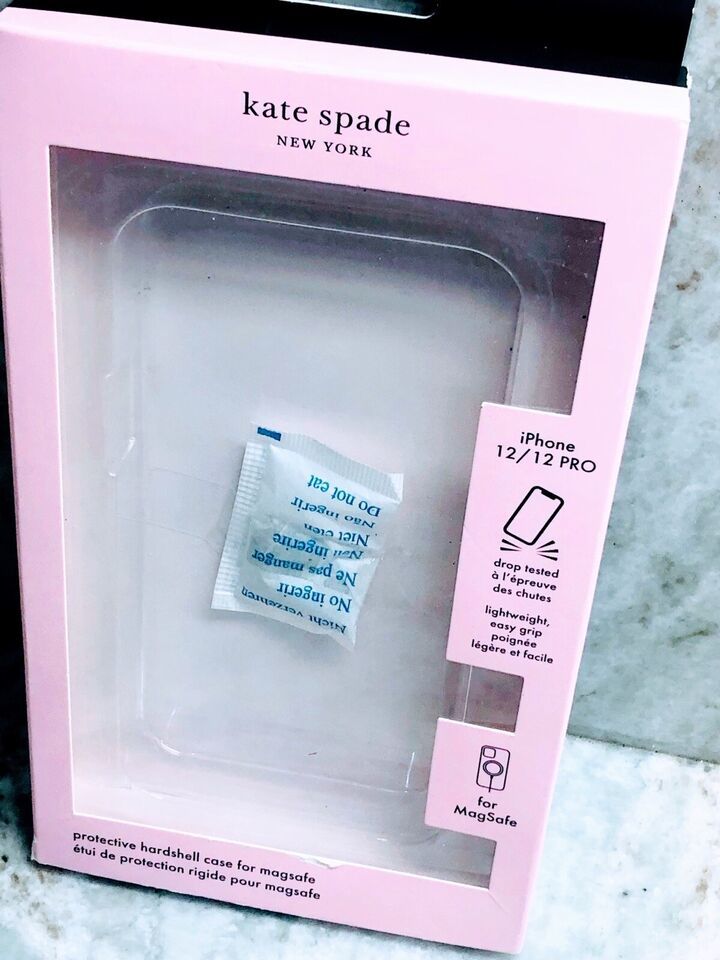 kate spade
NEW YORK
iPhone
12/12 PRO
drop tested
à l'épreuve
des chutes
lightweight,
easy grip
poignée
légère et facile
for
MagSafe
Nicht verzehren
No ingerir
Ne pas manger
Non ingerire
Niet eten
Não ingerir
Do not eat
protective hardshell case for magsafe
étui de protection rigide pour magsafe